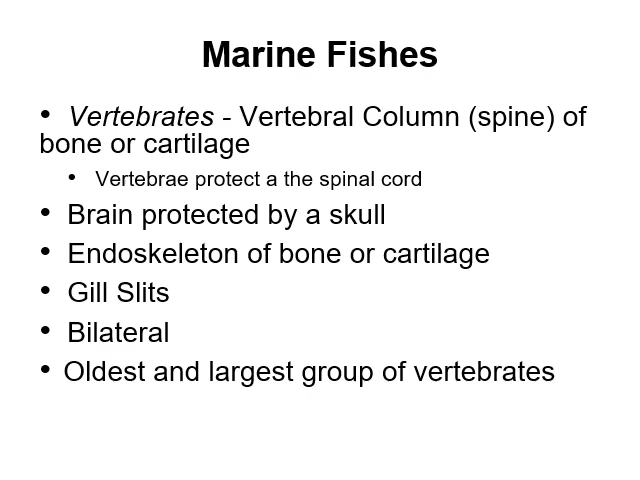 Marine Fishes
• Vertebrates - Vertebral Column (spine) of
bone or cartilage
• Vertebrae protect a the spinal cord
• Brain protected by a skull
• Endoskeleton of bone or cartilage
• Gill Slits
• Bilateral
• Oldest and largest group of vertebrates